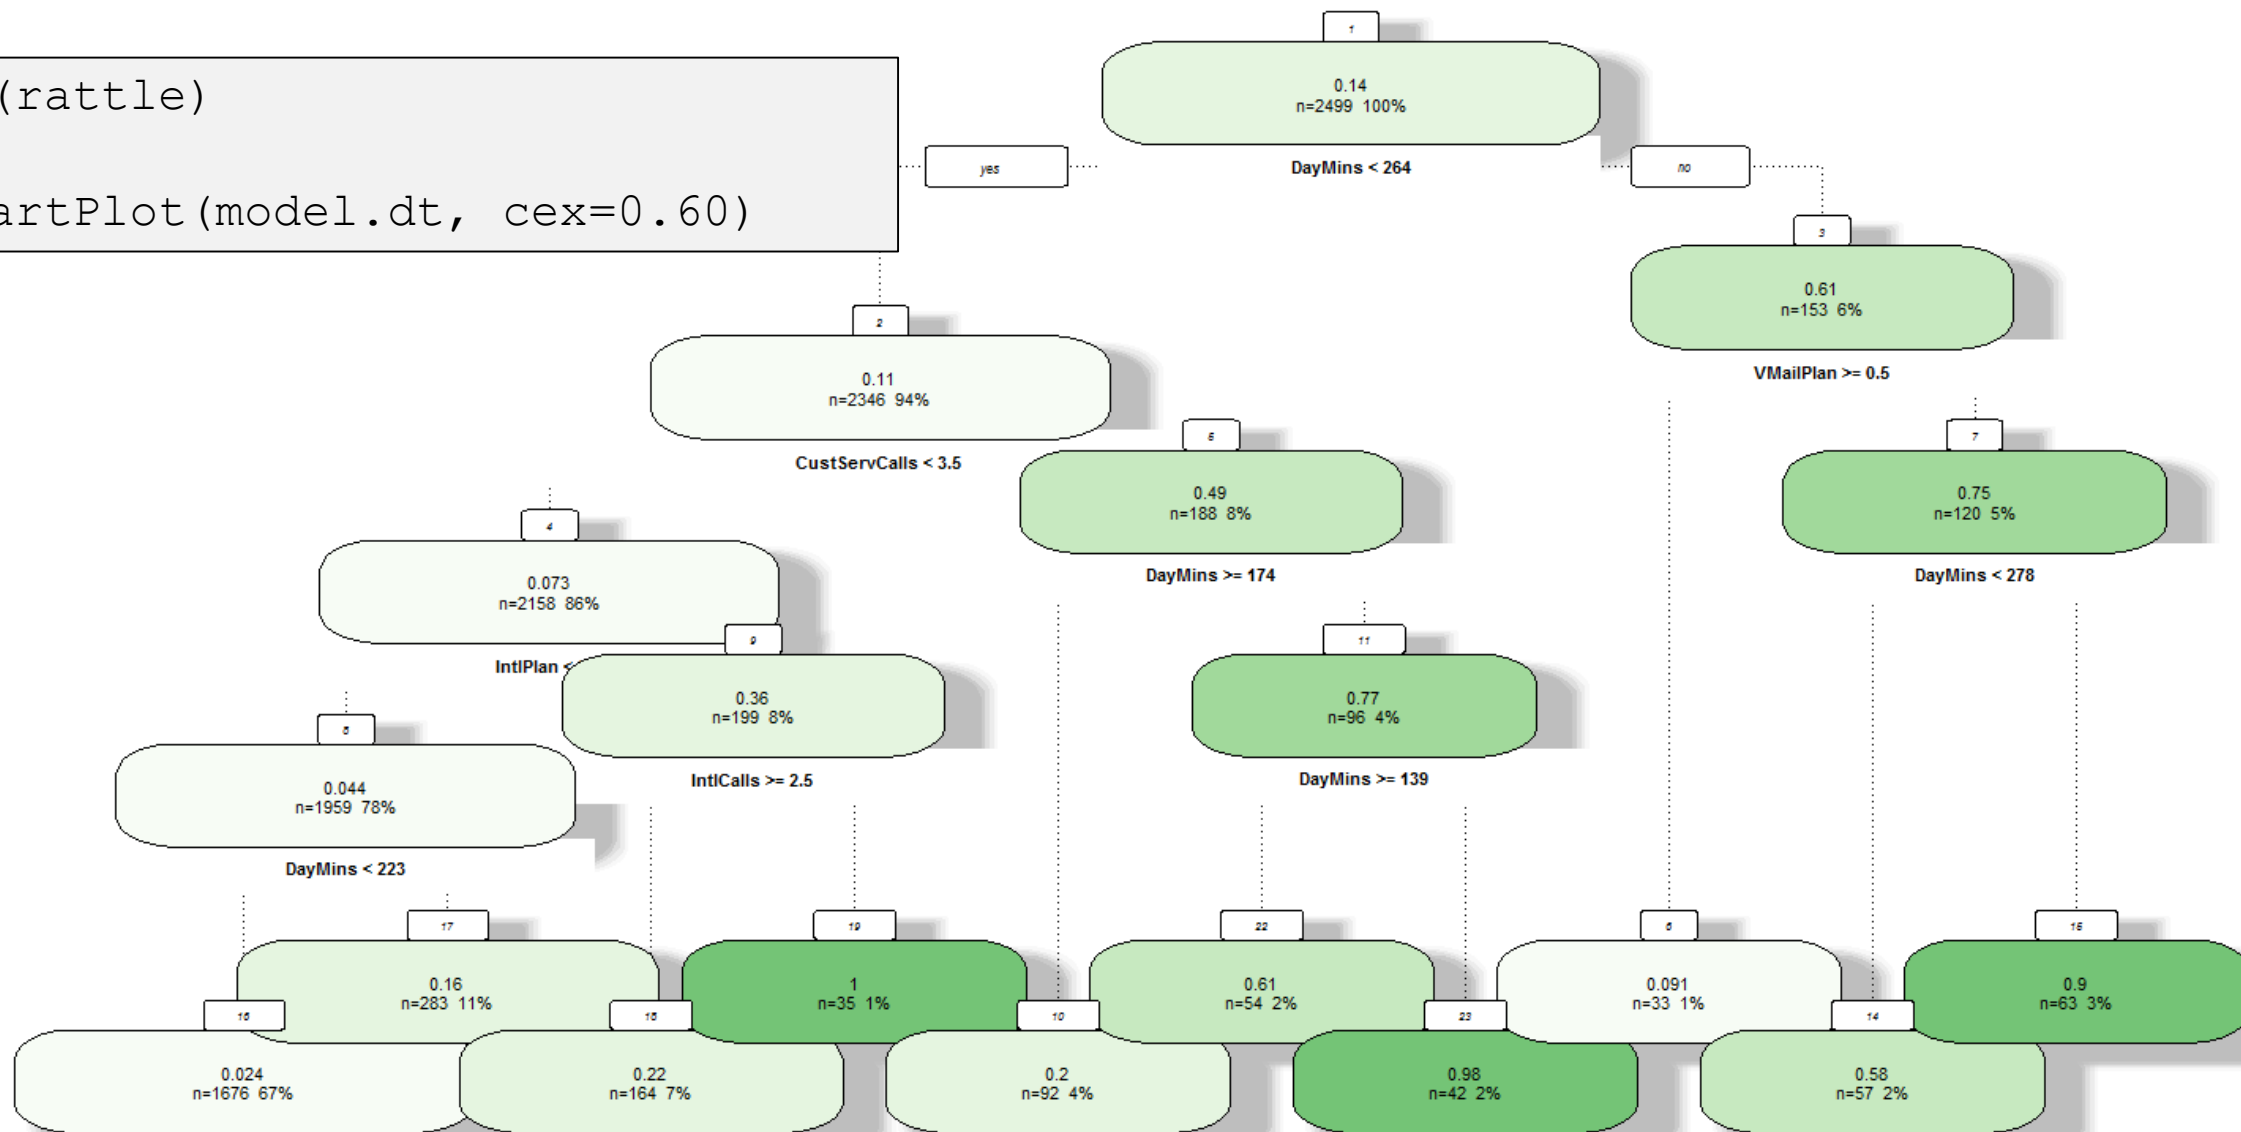 (rattle)
artPlot(model.dt, cex=0.60)
1
0.14
n=2499 100%
yes
DayMins < 264
no
3
0.61
n=153 6%
VMailPlan >= 0.5
2
0.11
n=2346 94%
CustServCalls < 3.5
5
0.49
n=188 8%
DayMins >= 174
7
0.75
n=120 5%
DayMins < 278
4
0.073
n=2158 86%
IntlPlan <
9
0.36
n=199 8%
IntlCalls >= 2.5
11
0.77
n=96 4%
DayMins >= 139
8
0.044
n=1959 78%
DayMins < 223
17
0.16
n=283 11%
19
1
n=35 1%
22
0.61
n=54 2%
6
0.091
n=33 1%
15
0.9
n=63 3%
16
0.024
n=1676 67%
18
0.22
n=164 7%
10
0.2
n=92 4%
23
0.98
n=42 2%
14
0.58
n=57 2%